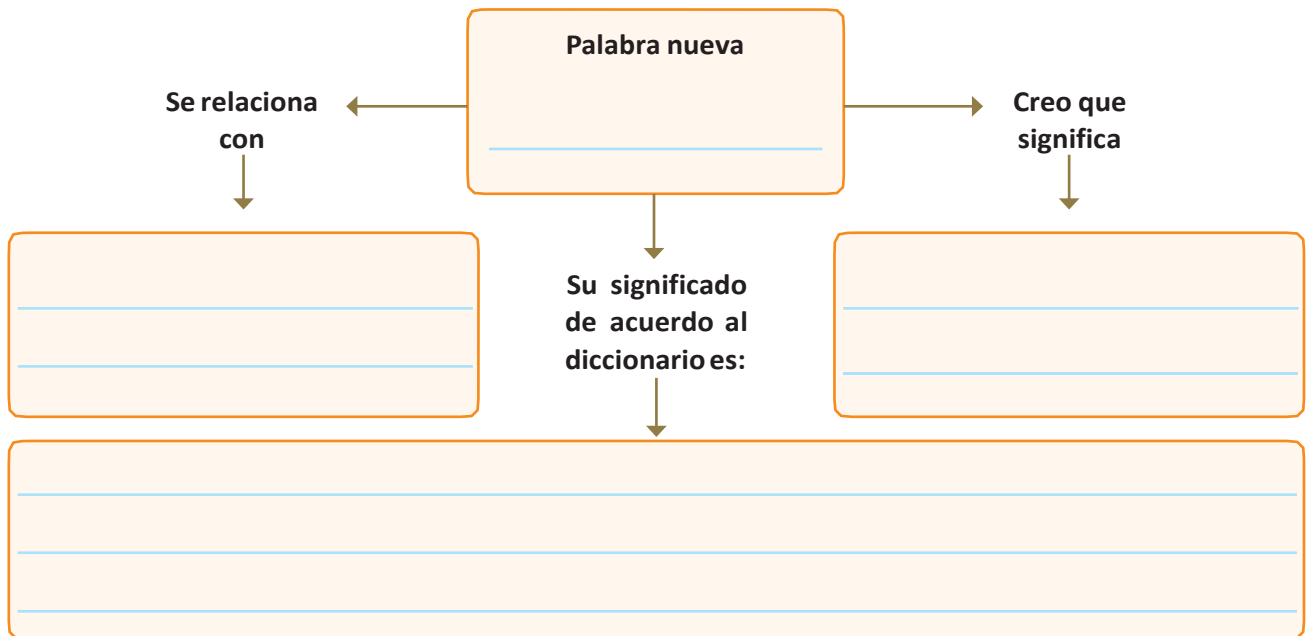 Palabra nueva
Se relaciona
con
Creo que
significa
Su significado
de acuerdo al
diccionario es: